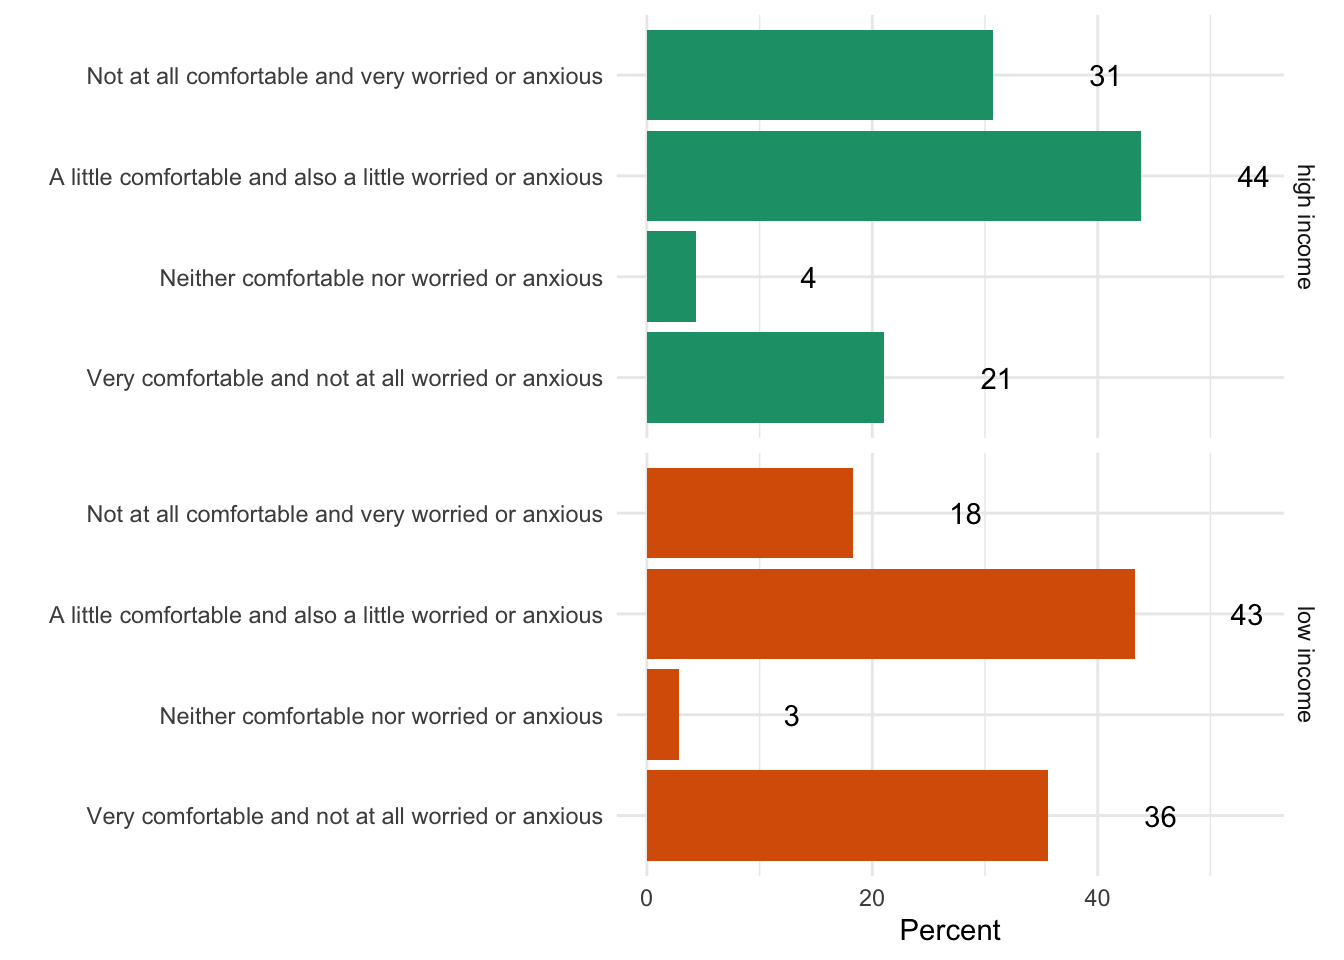 Not at all comfortable and very worried or anxious
31
A little comfortable and also a little worried or anxious
44
Neither comfortable nor worried or anxious
4
Very comfortable and not at all worried or anxious
21
high income
Not at all comfortable and very worried or anxious
18
A little comfortable and also a little worried or anxious
43
Neither comfortable nor worried or anxious
3
Very comfortable and not at all worried or anxious
36
low income
0 20 40
Percent